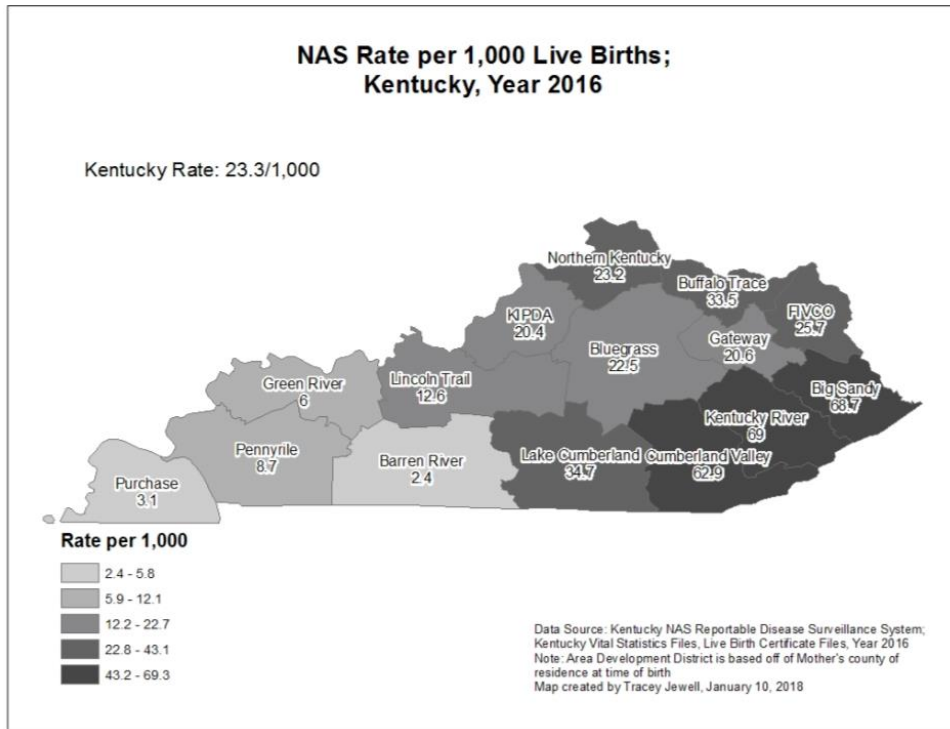 NAS Rate per 1,000 Live Births;
Kentucky, Year 2016
Kentucky Rate: 23.3/1,000
Northern Kentucky
23.2
Buffalo Trace
33.5
FIVCO
25.7
KIPDA
20.4
Bluegrass
22.5
Gateway
20.6
Green River
6
Lincoln Trail
12.6
Big Sandy
68.7
Kentucky River
69
Pennyrile
8.7
Barren River
2.4
Lake Cumberland
34.7
Cumberland Valley
62.9
Purchase
3.1
Rate per 1,000
2.4 - 5.8
5.9 - 12.1
12.2 - 22.7
22.8 - 43.1
43.2 - 69.3
Data Source: Kentucky NAS Reportable Disease Surveillance System;
Kentucky Vital Statistics Files, Live Birth Certificate Files, Year 2016
Note: Area Development District is based off of Mother's county of
residence at time of birth
Map created by Tracey Jewell, January 10, 2018